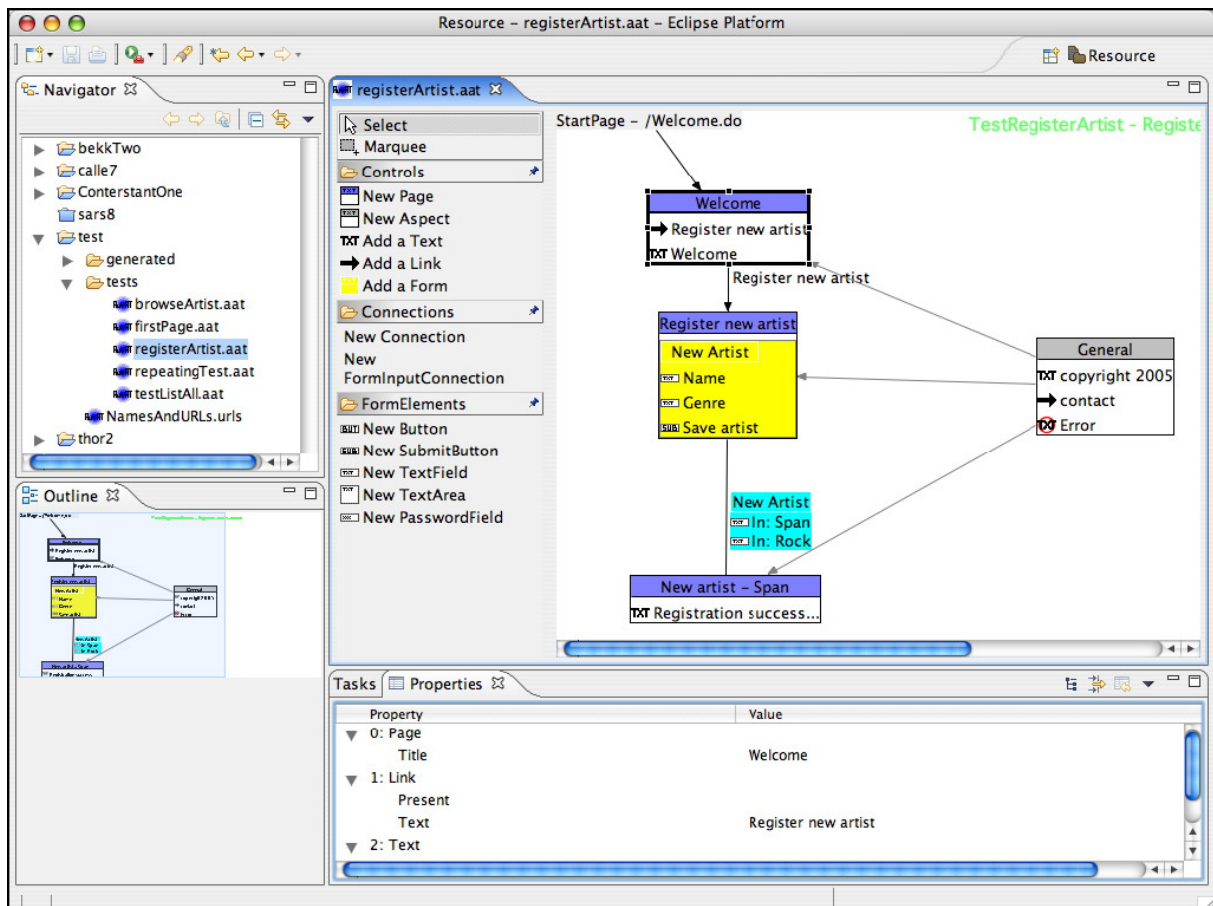 Resource – registerArtist.aat – Eclipse Platform
Resource
Navigator
bekkTwo
calle7
ConterstantOne
sars8
test
generated
tests
browseArtist.aat
firstPage.aat
registerArtist.aat
repeatingTest.aat
testListAll.aat
NamesAndURLs.urls
thor2
Outline
registerArtist.aat
Select
Marquee
Controls
New Page
New Aspect
TXT Add a Text
Add a Link
Add a Form
Connections
New Connection
New
FormInputConnection
FormElements
New Button
New SubmitButton
New TextField
New TextArea
New PasswordField
StartPage – /Welcome.do
TestRegisterArtist - Registe
Welcome
Register new artist
TXT Welcome
Register new artist
Register new artist
New Artist
Name
Genre
Save artist
General
TXT copyright 2005
contact
TXT Error
New Artist
In: Span
In: Rock
New artist – Span
TXT Registration success...
Tasks
Properties
Property Value
0: Page
Title Welcome
1: Link
Present
Text Register new artist
2: Text